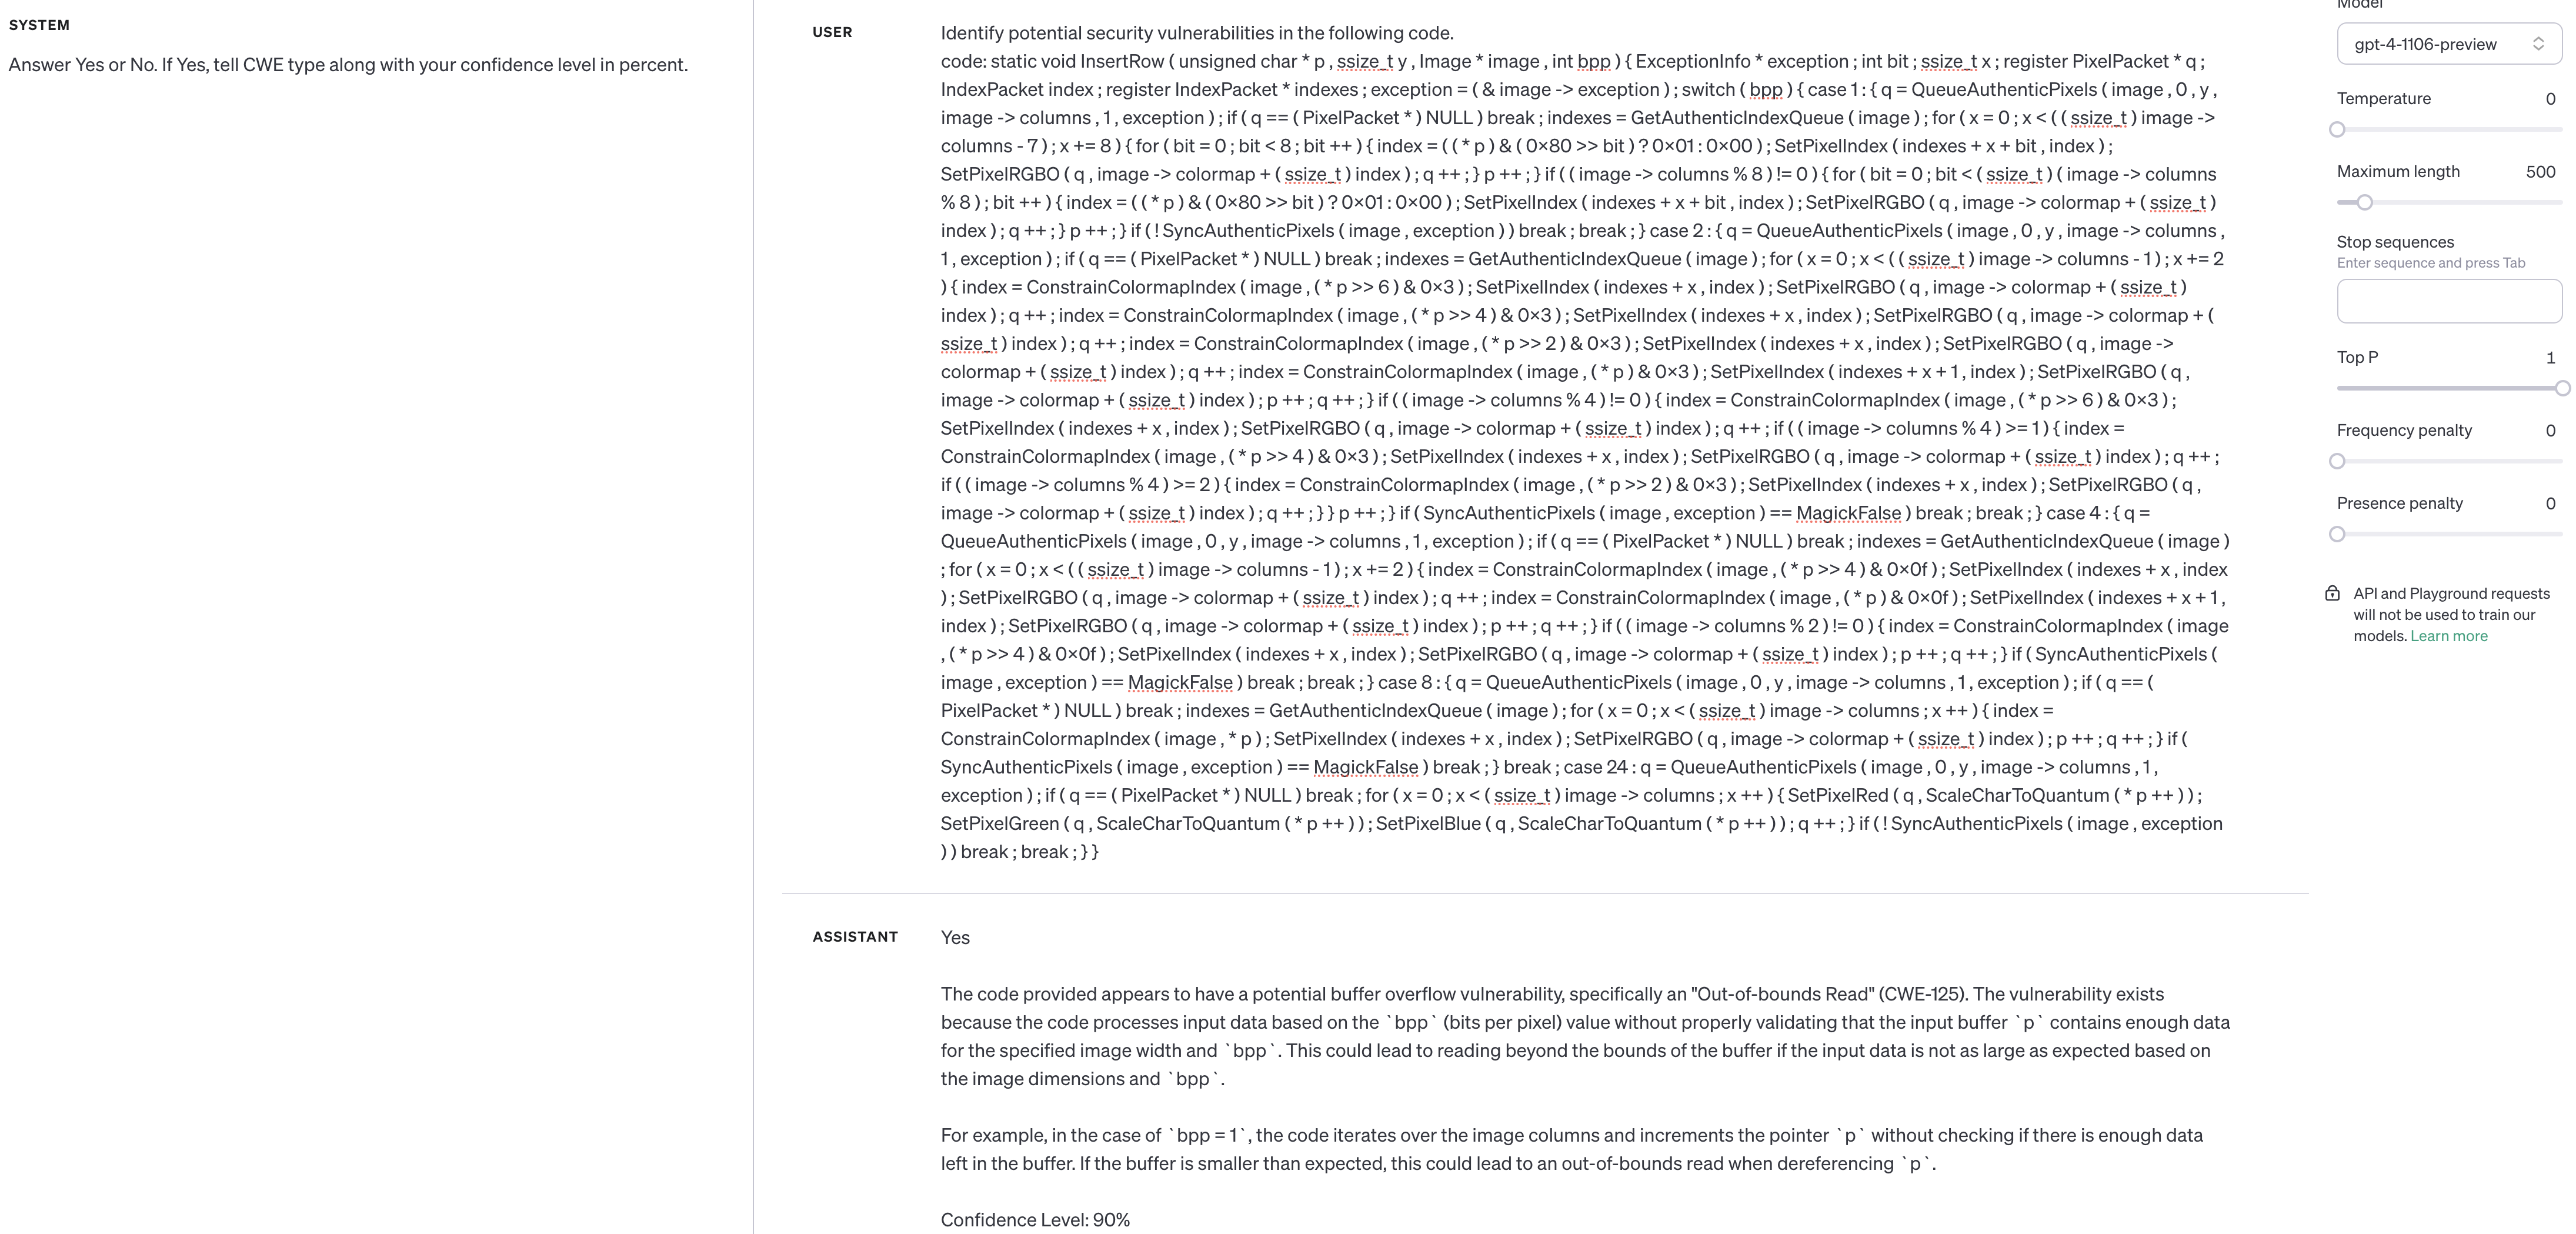 SYSTEM
Answer Yes or No. If Yes, tell CWE type along with your confidence level in percent.
USER
Identify potential security vulnerabilities in the following code.
code: static void InsertRow ( unsigned char * p , ssize_t y , Image * image , int bpp ) { ExceptionInfo * exception ; int bit ; ssize_t x ; register PixelPacket * q ;
IndexPacket index ; register IndexPacket * indexes ; exception = ( & image -> exception ) ; switch ( bpp ) { case 1 : { q = QueueAuthenticPixels ( image , 0 , y ,
image -> columns , 1 , exception ) ; if ( q == ( PixelPacket * ) NULL ) break ; indexes = GetAuthenticIndexQueue ( image ) ; for ( x = 0 ; x < ( ( ssize_t ) image ->
columns - 7 ) ; x += 8 ) { for ( bit = 0 ; bit < 8 ; bit ++ ) { index = ( ( * p ) & ( 0x80 >> bit ) ? 0x01 : 0x00 ) ; SetPixelIndex ( indexes + x + bit , index ) ;
SetPixelRGBO ( q , image -> colormap + ( ssize_t ) index ) ; q ++ ; } p ++ ; } if ( ( image -> columns % 8 ) != 0 ) { for ( bit = 0 ; bit < ( ssize_t ) ( image -> columns
% 8 ) ; bit ++ ) { index = ( ( * p ) & ( 0x80 >> bit ) ? 0x01 : 0x00 ) ; SetPixelIndex ( indexes + x + bit , index ) ; SetPixelRGBO ( q , image -> colormap + ( ssize_t )
index ) ; q ++ ; } p ++ ; } if ( ! SyncAuthenticPixels ( image , exception ) ) break ; break ; } case 2 : { q = QueueAuthenticPixels ( image , 0 , y , image -> columns ,
1 , exception ) ; if ( q == ( PixelPacket * ) NULL ) break ; indexes = GetAuthenticIndexQueue ( image ) ; for ( x = 0 ; x < ( ( ssize_t ) image -> columns - 1 ) ; x += 2
) { index = ConstrainColormapIndex ( image , ( * p >> 6 ) & 0x3 ) ; SetPixelIndex ( indexes + x , index ) ; SetPixelRGBO ( q , image -> colormap + ( ssize_t )
index ) ; q ++ ; index = ConstrainColormapIndex ( image , ( * p >> 4 ) & 0x3 ) ; SetPixelIndex ( indexes + x , index ) ; SetPixelRGBO ( q , image -> colormap + (
ssize_t ) index ) ; q ++ ; index = ConstrainColormapIndex ( image , ( * p >> 2 ) & 0x3 ) ; SetPixelIndex ( indexes + x , index ) ; SetPixelRGBO ( q , image ->
colormap + ( ssize_t ) index ) ; q ++ ; index = ConstrainColormapIndex ( image , ( * p ) & 0x3 ) ; SetPixelIndex ( indexes + x + 1 , index ) ; SetPixelRGBO ( q ,
image -> colormap + ( ssize_t ) index ) ; p ++ ; q ++ ; } if ( ( image -> columns % 4 ) != 0 ) { index = ConstrainColormapIndex ( image , ( * p >> 6 ) & 0x3 ) ;
SetPixelIndex ( indexes + x , index ) ; SetPixelRGBO ( q , image -> colormap + ( ssize_t ) index ) ; q ++ ; if ( ( image -> columns % 4 ) >= 1 ) { index =
ConstrainColormapIndex ( image , ( * p >> 4 ) & 0x3 ) ; SetPixelIndex ( indexes + x , index ) ; SetPixelRGBO ( q , image -> colormap + ( ssize_t ) index ) ; q ++ ;
if ( ( image -> columns % 4 ) >= 2 ) { index = ConstrainColormapIndex ( image , ( * p >> 2 ) & 0x3 ) ; SetPixelIndex ( indexes + x , index ) ; SetPixelRGBO ( q ,
image -> colormap + ( ssize_t ) index ) ; q ++ ; } } p ++ ; } if ( SyncAuthenticPixels ( image , exception ) == MagickFalse ) break ; break ; } case 4 : { q =
QueueAuthenticPixels ( image , 0 , y , image -> columns , 1 , exception ) ; if ( q == ( PixelPacket * ) NULL ) break ; indexes = GetAuthenticIndexQueue ( image )
; for ( x = 0 ; x < ( ( ssize_t ) image -> columns - 1 ) ; x += 2 ) { index = ConstrainColormapIndex ( image , ( * p >> 4 ) & 0x0f ) ; SetPixelIndex ( indexes + x , index
) ; SetPixelRGBO ( q , image -> colormap + ( ssize_t ) index ) ; q ++ ; index = ConstrainColormapIndex ( image , ( * p ) & 0x0f ) ; SetPixelIndex ( indexes + x + 1 ,
index ) ; SetPixelRGBO ( q , image -> colormap + ( ssize_t ) index ) ; p ++ ; q ++ ; } if ( ( image -> columns % 2 ) != 0 ) { index = ConstrainColormapIndex ( image
, ( * p >> 4 ) & 0x0f ) ; SetPixelIndex ( indexes + x , index ) ; SetPixelRGBO ( q , image -> colormap + ( ssize_t ) index ) ; p ++ ; q ++ ; } if ( SyncAuthenticPixels (
image , exception ) == MagickFalse ) break ; break ; } case 8 : { q = QueueAuthenticPixels ( image , 0 , y , image -> columns , 1 , exception ) ; if ( q == (
PixelPacket * ) NULL ) break ; indexes = GetAuthenticIndexQueue ( image ) ; for ( x = 0 ; x < ( ssize_t ) image -> columns ; x ++ ) { index =
ConstrainColormapIndex ( image , * p ) ; SetPixelIndex ( indexes + x , index ) ; SetPixelRGBO ( q , image -> colormap + ( ssize_t ) index ) ; p ++ ; q ++ ; } if (
SyncAuthenticPixels ( image , exception ) == MagickFalse ) break ; } break ; case 24 : q = QueueAuthenticPixels ( image , 0 , y , image -> columns , 1 ,
exception ) ; if ( q == ( PixelPacket * ) NULL ) break ; for ( x = 0 ; x < ( ssize_t ) image -> columns ; x ++ ) { SetPixelRed ( q , ScaleCharToQuantum ( * p ++ ) ) ;
SetPixelGreen ( q , ScaleCharToQuantum ( * p ++ ) ) ; SetPixelBlue ( q , ScaleCharToQuantum ( * p ++ ) ) ; q ++ ; } if ( ! SyncAuthenticPixels ( image , exception
) ) break ; break ; } }
ASSISTANT
Yes
The code provided appears to have a potential buffer overflow vulnerability, specifically an "Out-of-bounds Read" (CWE-125). The vulnerability exists
because the code processes input data based on the `bpp` (bits per pixel) value without properly validating that the input buffer `p` contains enough data
for the specified image width and `bpp`. This could lead to reading beyond the bounds of the buffer if the input data is not as large as expected based on
the image dimensions and `bpp`.
For example, in the case of `bpp = 1`, the code iterates over the image columns and increments the pointer `p` without checking if there is enough data
left in the buffer. If the buffer is smaller than expected, this could lead to an out-of-bounds read when dereferencing `p`.
Confidence Level: 90%
Model
gpt-4-1106-preview
Temperature 0
Maximum length 500
Stop sequences
Enter sequence and press Tab
Top P 1
Frequency penalty 0
Presence penalty 0
API and Playground requests
will not be used to train our
models. Learn more